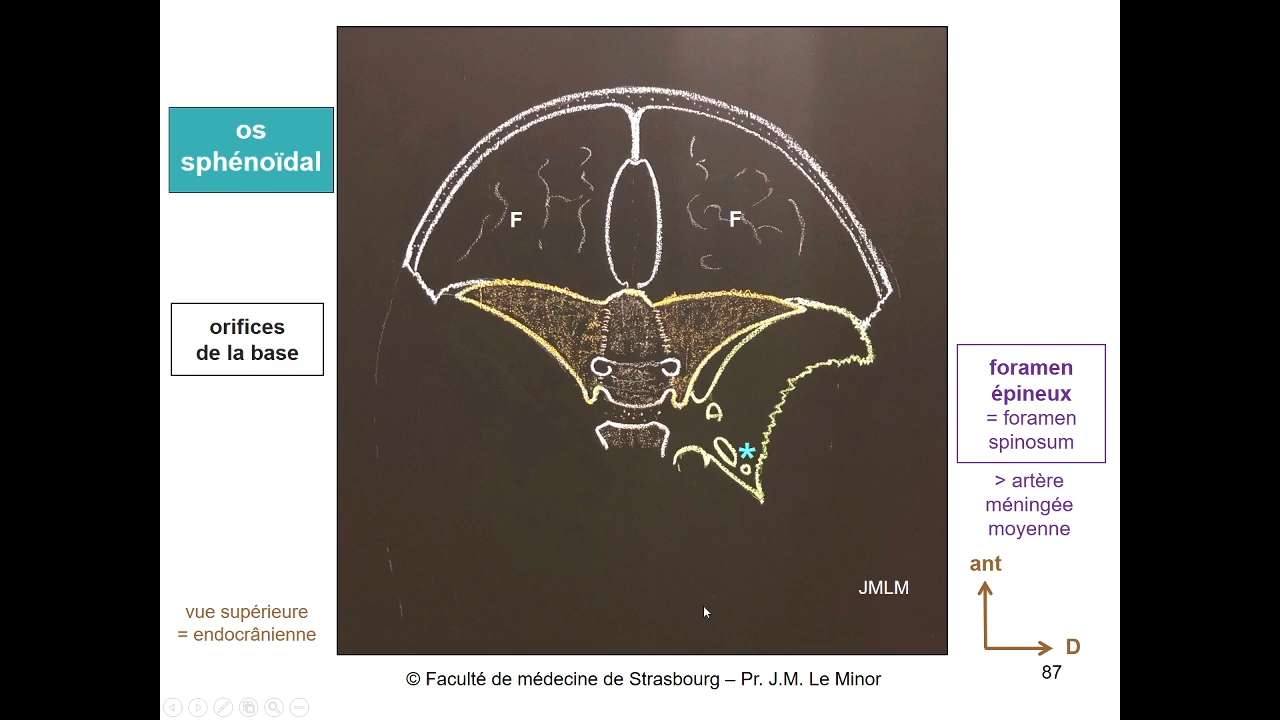 os
sphénoïdal
orifices
de la base
vue supérieure
= endocrânienne
F
F
*
JMLM
foramen
épineux
= foramen
spinosum
> artère
méningée
moyenne
ant
D
87
© Faculté de médecine de Strasbourg – Pr. J.M. Le Minor